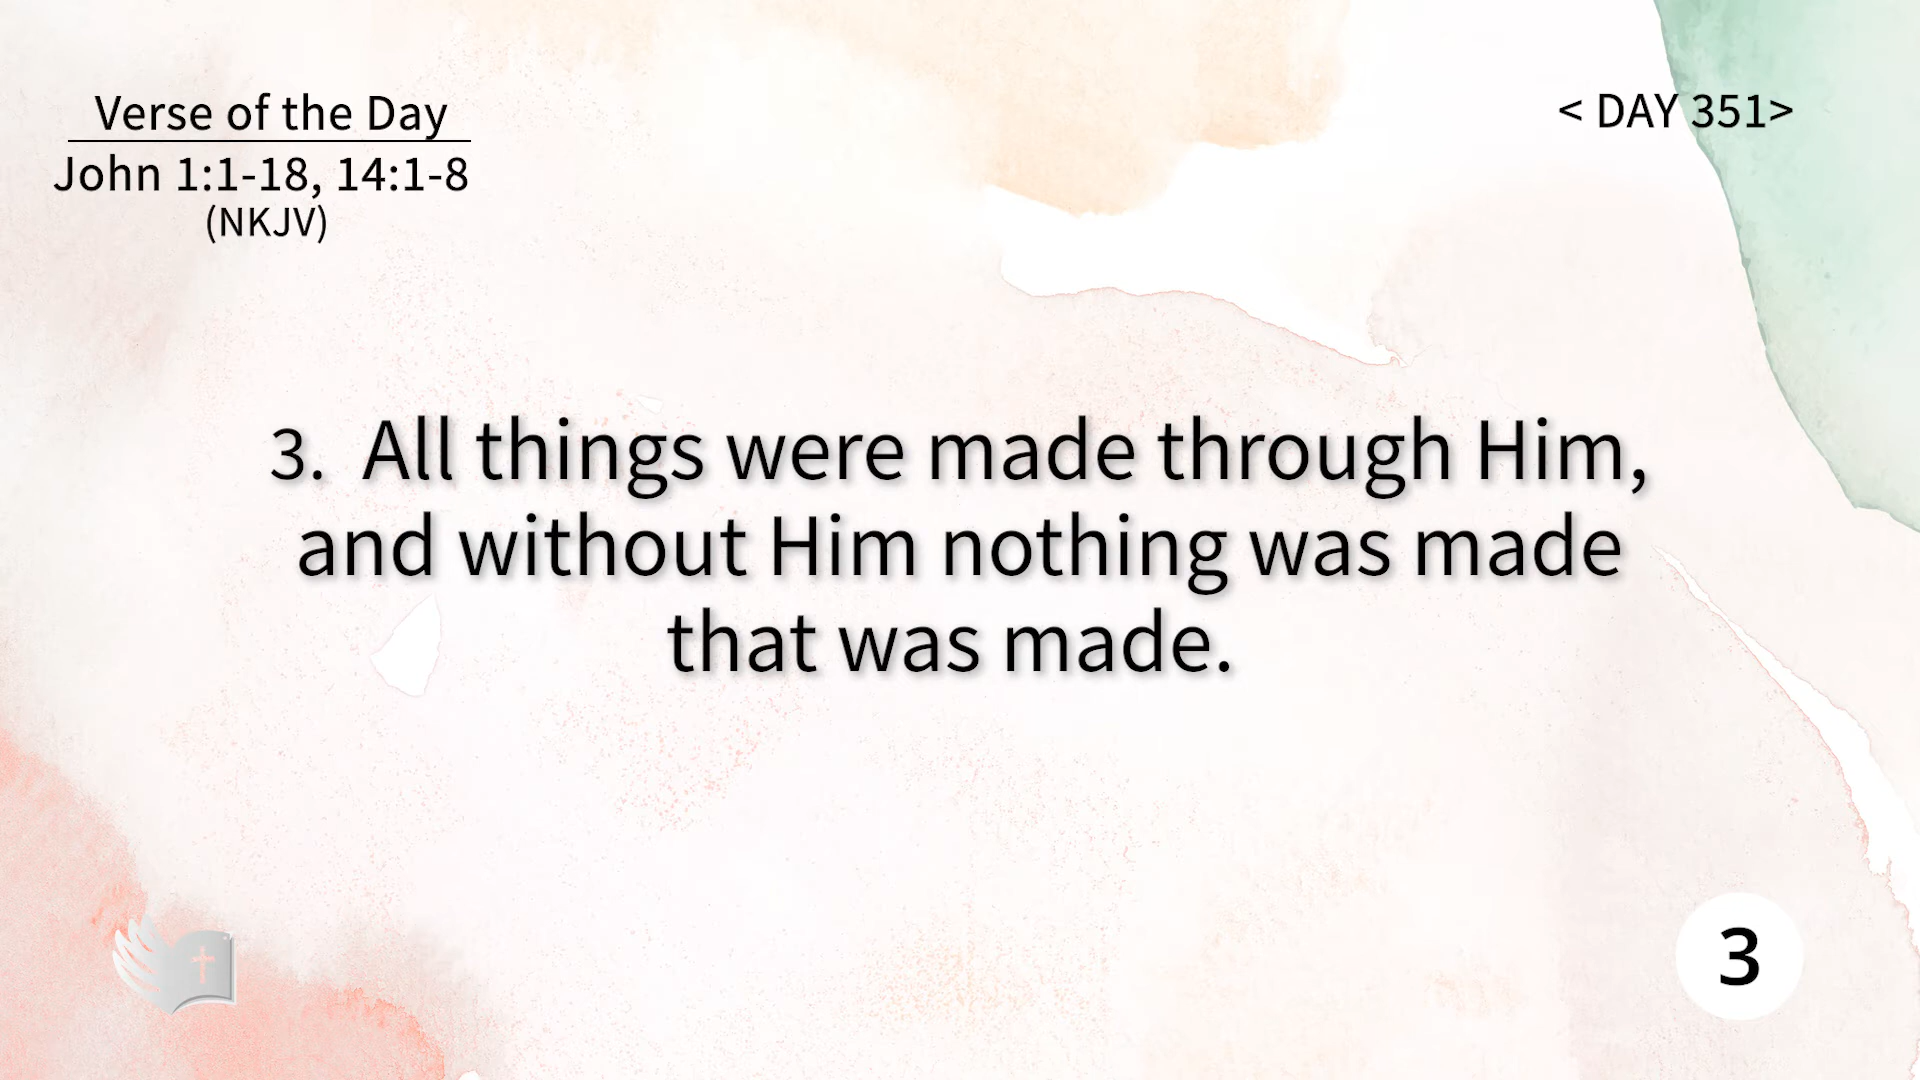 Verse of the Day
John 1:1-18, 14:1-8
(NKJV)
< DAY 351>
3. All things were made through Him,
and without Him nothing was made
that was made.
3